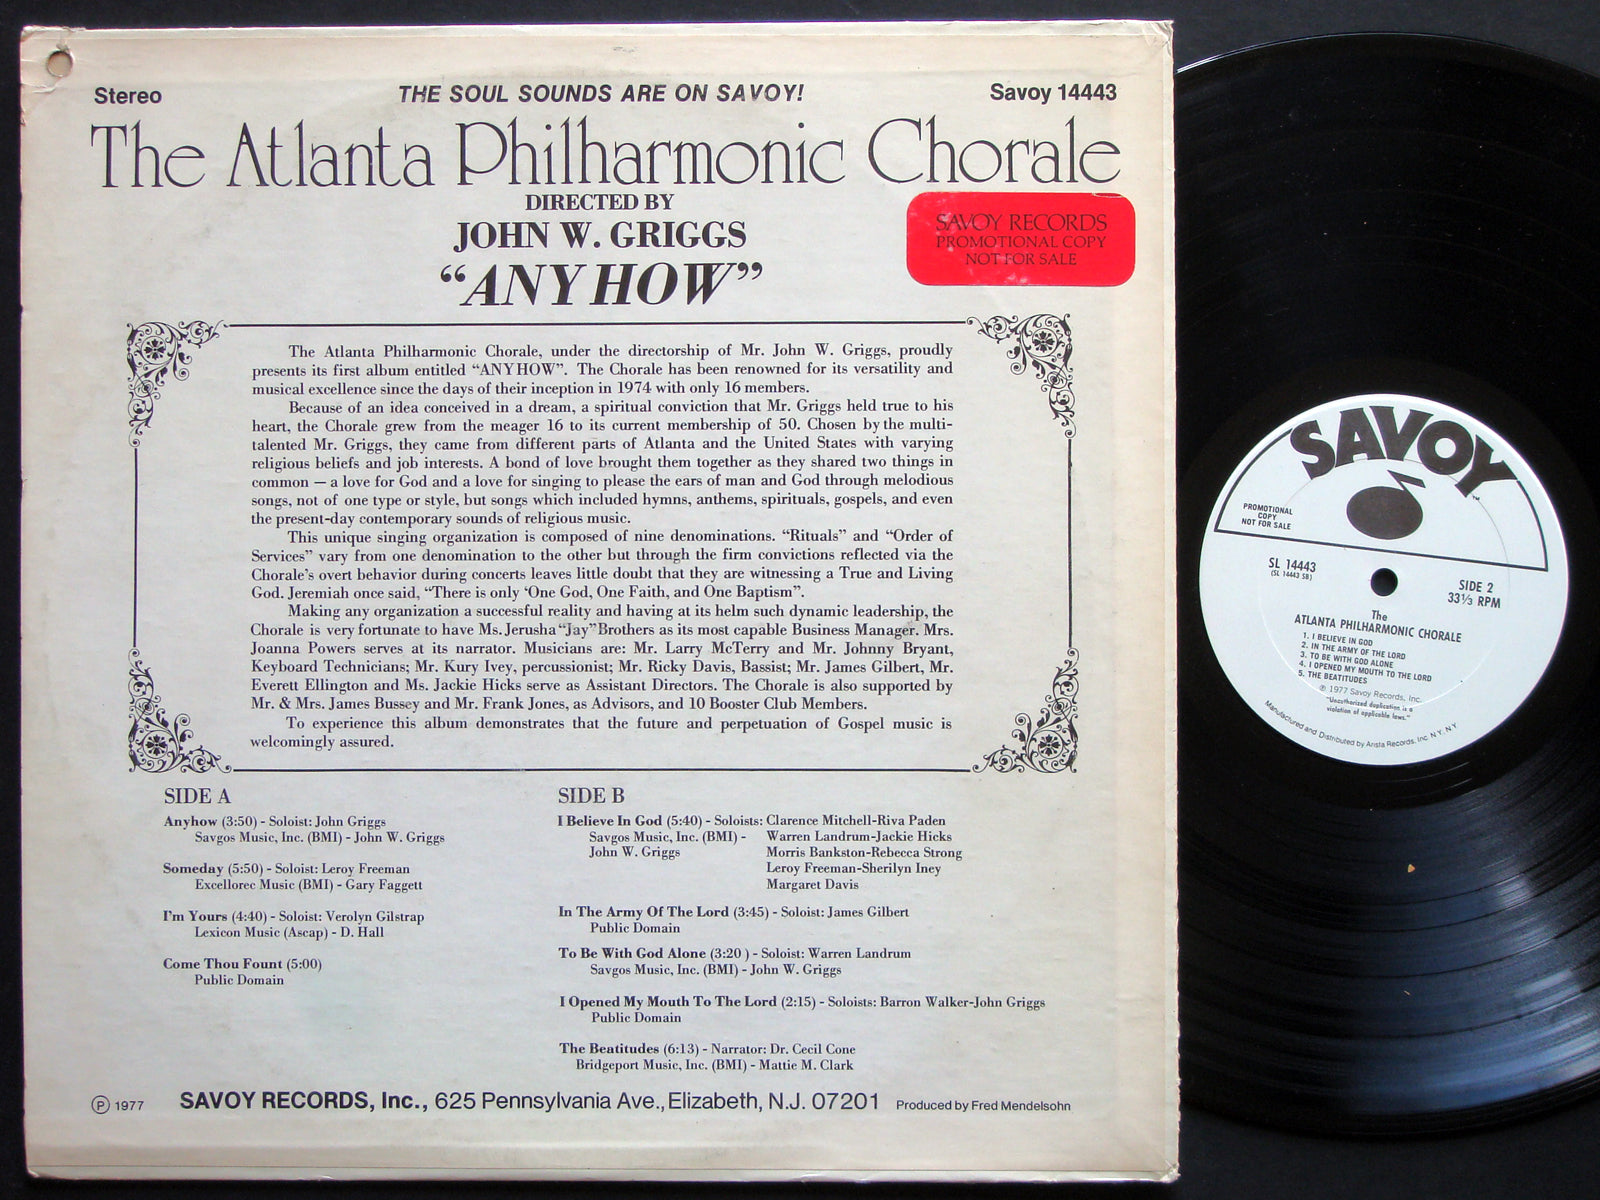 Stereo
THE SOUL SOUNDS ARE ON SAVOY!
Savoy 14443
The Atlanta Philharmonic Chorale
DIRECTED BY
JOHN W. GRIGGS
“ANYHOW”
SAVOY RECORDS
PROMOTIONAL COPY
NOT FOR SALE
The Atlanta Philharmonic Chorale, under the directorship of Mr. John W. Griggs, proudly
presents its first album entitled “ANYHOW”. The Chorale has been renowned for its versatility and
musical excellence since the days of their inception in 1974 with only 16 members.
Because of an idea conceived in a dream, a spiritual conviction that Mr. Griggs held true to his
heart, the Chorale grew from the meager 16 to its current membership of 50. Chosen by the multi-
talented Mr. Griggs, they came from different parts of Atlanta and the United States with varying
religious beliefs and job interests. A bond of love brought them together as they shared two things in
common — a love for God and a love for singing to please the ears of man and God through melodious
songs, not of one type or style, but songs which included hymns, anthems, spirituals, gospels, and even
the present-day contemporary sounds of religious music.
This unique singing organization is composed of nine denominations. “Rituals” and “Order of
Services” vary from one denomination to the other but through the firm convictions reflected via the
Chorale’s overt behavior during concerts leaves little doubt that they are witnessing a True and Living
God. Jeremiah once said, “There is only ‘One God, One Faith, and One Baptism”.
Making any organization a successful reality and having at its helm such dynamic leadership, the
Chorale is very fortunate to have Ms. Jerusha “Jay” Brothers as its most capable Business Manager. Mrs.
Joanna Powers serves at its narrator. Musicians are: Mr. Larry McTerry and Mr. Johnny Bryant,
Keyboard Technicians; Mr. Kury Ivey, percussionist; Mr. Ricky Davis, Bassist; Mr. James Gilbert, Mr.
Everett Ellington and Ms. Jackie Hicks serve as Assistant Directors. The Chorale is also supported by
Mr. & Mrs. James Bussey and Mr. Frank Jones, as Advisors, and 10 Booster Club Members.
To experience this album demonstrates that the future and perpetuation of Gospel music is
welcomingly assured.
SIDE A
Anyhow (3:50) - Soloist: John Griggs
Savgos Music, Inc. (BMI) - John W. Griggs
Someday (5:50) - Soloist: Leroy Freeman
Excellorec Music (BMI) - Gary Faggett
I'm Yours (4:40) - Soloist: Verolyn Gilstrap
Lexicon Music (Ascap) - D. Hall
Come Thou Fount (5:00)
Public Domain
SIDE B
I Believe In God (5:40) - Soloists: Clarence Mitchell-Riva Paden
Savgos Music, Inc. (BMI) - Warren Landrum-Jackie Hicks
John W. Griggs Morris Bankston-Rebecca Strong
Leroy Freeman-Sherilyn Iney
Margaret Davis
In The Army Of The Lord (3:45) - Soloist: James Gilbert
Public Domain
To Be With God Alone (3:20 ) - Soloist: Warren Landrum
Savgos Music, Inc. (BMI) - John W. Griggs
I Opened My Mouth To The Lord (2:15) - Soloists: Barron Walker-John Griggs
Public Domain
The Beatitudes (6:13) - Narrator: Dr. Cecil Cone
Bridgeport Music, Inc. (BMI) - Mattie M. Clark
Ⓟ 1977
SAVOY RECORDS, Inc., 625 Pennsylvania Ave., Elizabeth, N.J. 07201
Produced by Fred Mendelsohn
SAVOY
TM
PROMOTIONAL
COPY
NOT FOR SALE
SL 14443
(SL 14443 SB)
SIDE 2
33⅓ RPM
The
ATLANTA PHILHARMONIC CHORALE
1. I BELIEVE IN GOD
2. IN THE ARMY OF THE LORD
3. TO BE WITH GOD ALONE
4. I OPENED MY MOUTH TO THE LORD
5. THE BEATITUDES
Ⓟ 1977 Savoy Records, Inc.
"Unauthorized duplication is a
violation of applicable laws."
Manufactured and Distributed by Arista Records, Inc. N.Y. N.Y.